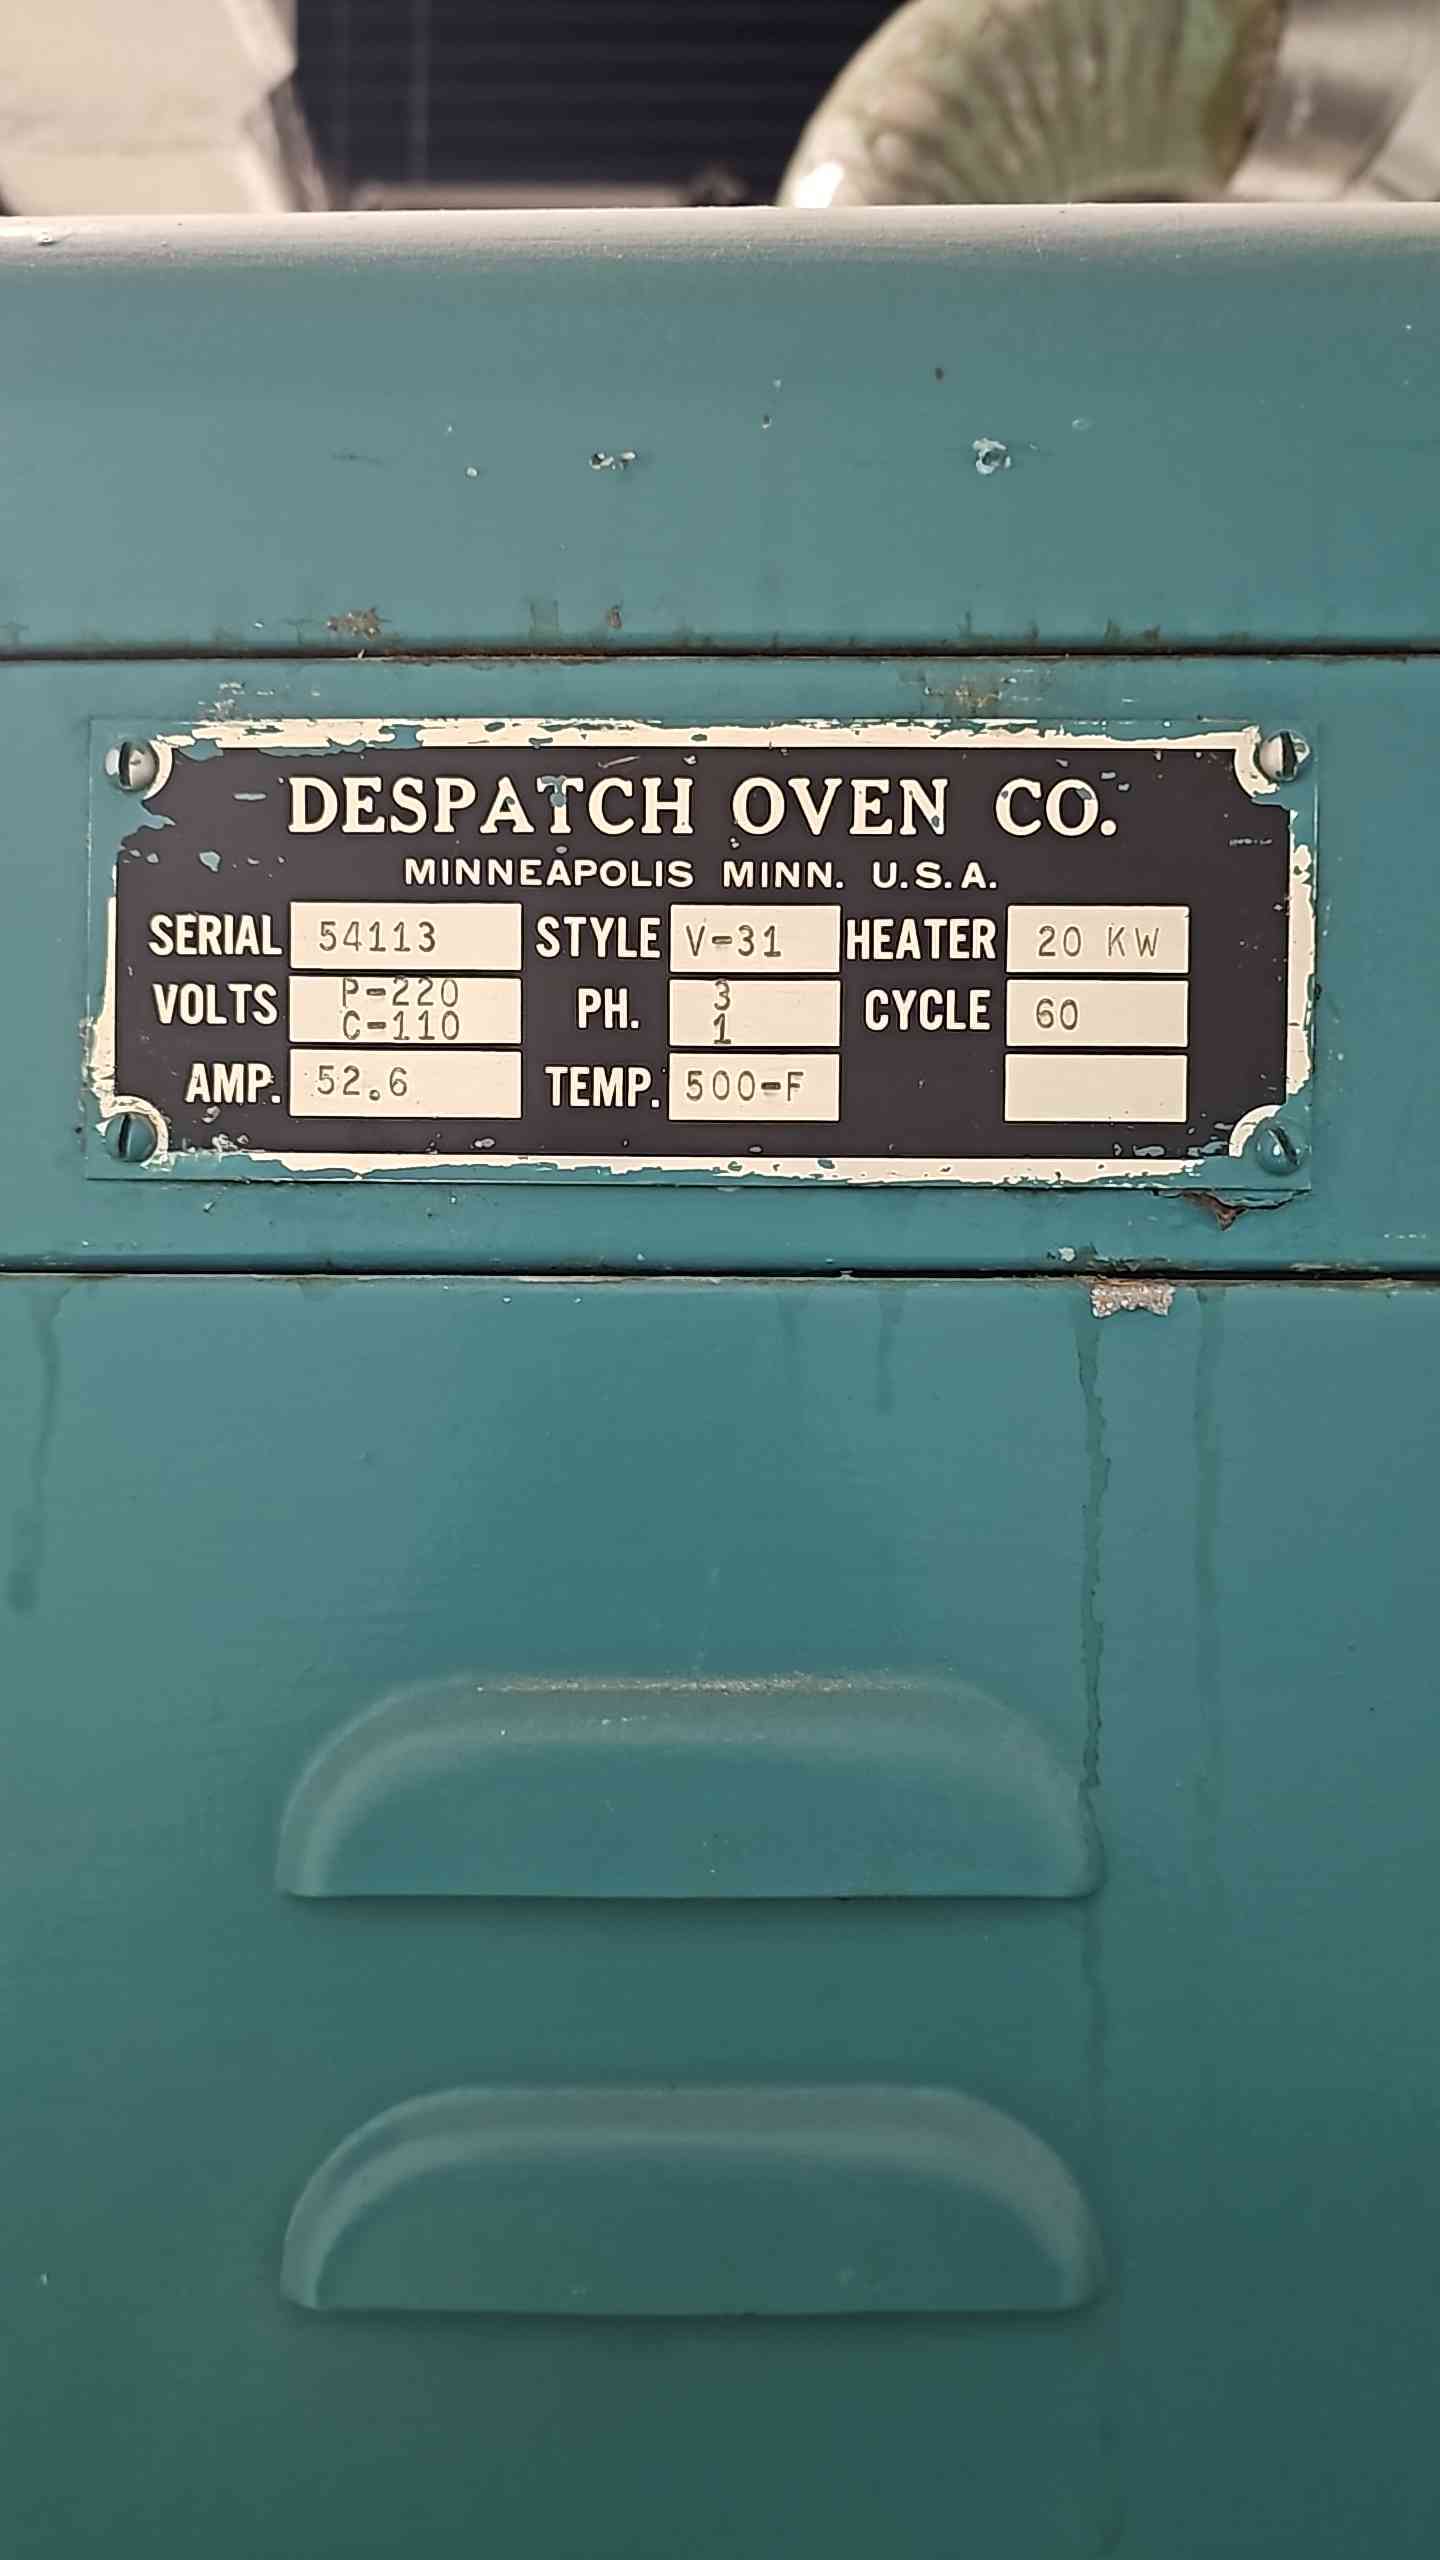 DESPATCH OVEN CO.
MINNEAPOLIS MINN. U.S.A.
SERIAL 54113 STYLE V-31 HEATER 20 KW
VOLTS P-220 C-110 PH. 3 1 CYCLE 60
AMP. 52.6 TEMP. 500-F